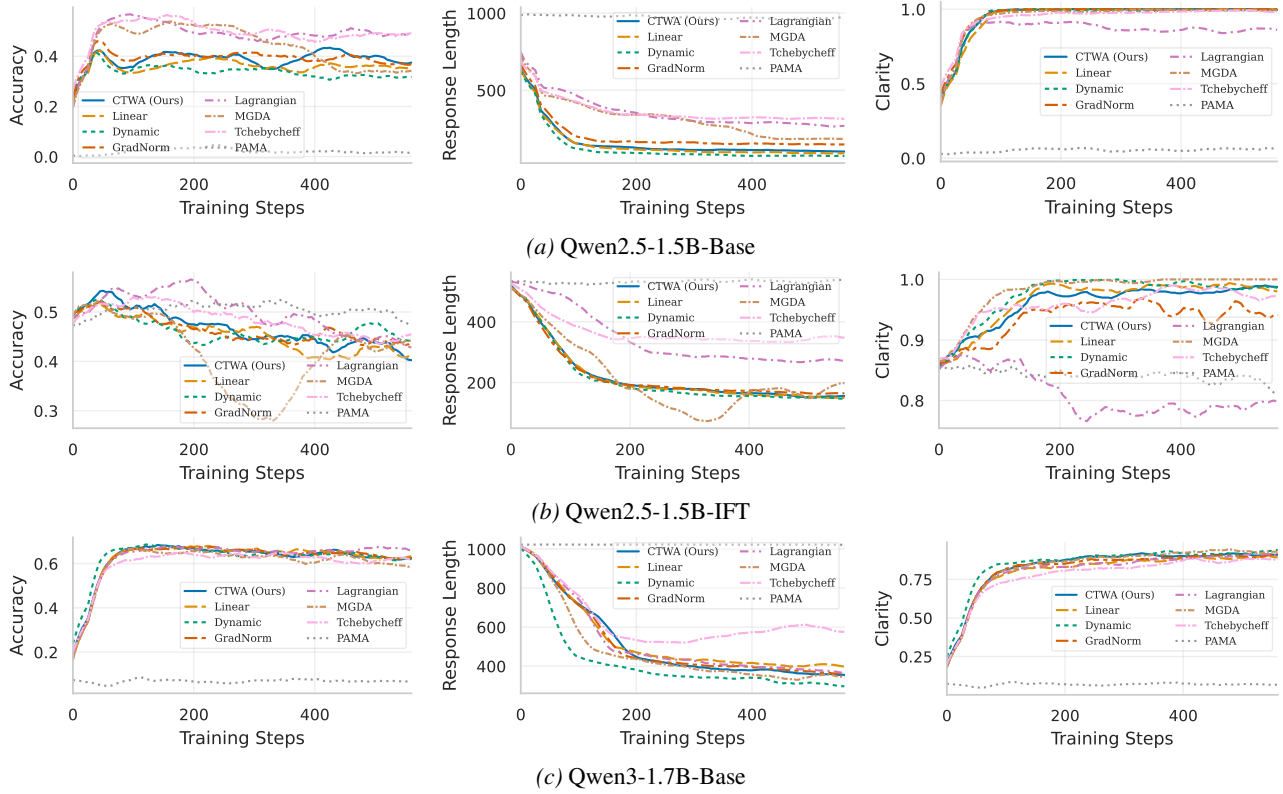 Accuracy
0.4
0.2
0.0
0
200
400
Training Steps
CTWA (Ours)
Linear
Dynamic
GradNorm
Lagrangian
MGDA
Tchebycheff
PAMA
Response Length
1000
500
0
200
400
Training Steps
CTWA (Ours)
Linear
Dynamic
GradNorm
Lagrangian
MGDA
Tchebycheff
PAMA
Clarity
1.0
0.5
0.0
0
200
400
Training Steps
CTWA (Ours)
Linear
Dynamic
GradNorm
Lagrangian
MGDA
Tchebycheff
PAMA
(a) Qwen2.5-1.5B-Base
Accuracy
0.5
0.4
0.3
0
200
400
Training Steps
CTWA (Ours)
Linear
Dynamic
GradNorm
Lagrangian
MGDA
Tchebycheff
PAMA
Response Length
400
200
0
200
400
Training Steps
CTWA (Ours)
Linear
Dynamic
GradNorm
Lagrangian
MGDA
Tchebycheff
PAMA
Clarity
1.0
0.9
0.8
0
200
400
Training Steps
CTWA (Ours)
Linear
Dynamic
GradNorm
Lagrangian
MGDA
Tchebycheff
PAMA
(b) Qwen2.5-1.5B-IFT
Accuracy
0.6
0.4
0.2
0
200
400
Training Steps
CTWA (Ours)
Linear
Dynamic
GradNorm
Lagrangian
MGDA
Tchebycheff
PAMA
Response Length
1000
800
600
400
0
200
400
Training Steps
CTWA (Ours)
Linear
Dynamic
GradNorm
Lagrangian
MGDA
Tchebycheff
PAMA
Clarity
0.75
0.50
0.25
0
200
400
Training Steps
CTWA (Ours)
Linear
Dynamic
GradNorm
Lagrangian
MGDA
Tchebycheff
PAMA
(c) Qwen3-1.7B-Base